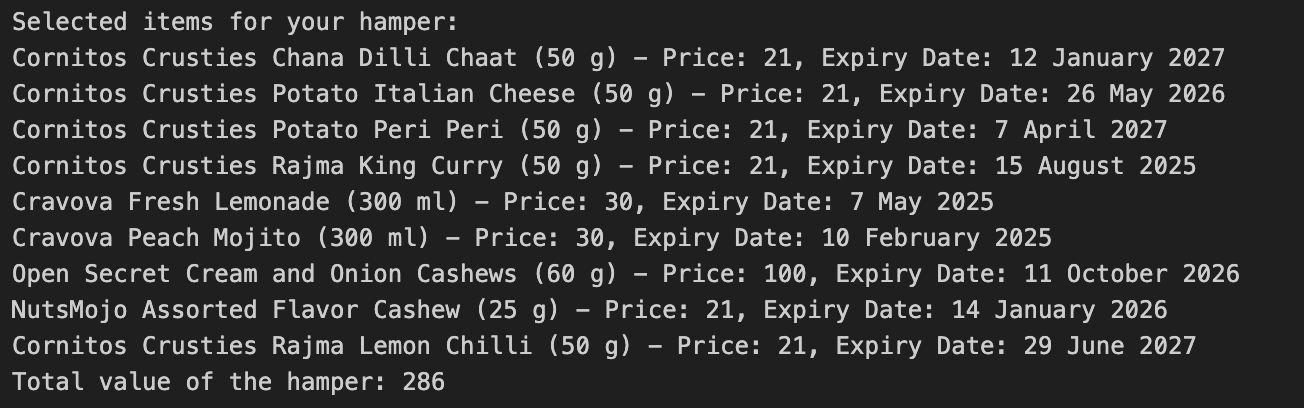 Selected items for your hamper:
Cornitos Crusties Chana Dilli Chaat (50 g) – Price: 21, Expiry Date: 12 January 2027
Cornitos Crusties Potato Italian Cheese (50 g) – Price: 21, Expiry Date: 26 May 2026
Cornitos Crusties Potato Peri Peri (50 g) – Price: 21, Expiry Date: 7 April 2027
Cornitos Crusties Rajma King Curry (50 g) – Price: 21, Expiry Date: 15 August 2025
Cravova Fresh Lemonade (300 ml) – Price: 30, Expiry Date: 7 May 2025
Cravova Peach Mojito (300 ml) – Price: 30, Expiry Date: 10 February 2025
Open Secret Cream and Onion Cashews (60 g) – Price: 100, Expiry Date: 11 October 2026
NutsMojo Assorted Flavor Cashew (25 g) – Price: 21, Expiry Date: 14 January 2026
Cornitos Crusties Rajma Lemon Chilli (50 g) – Price: 21, Expiry Date: 29 June 2027
Total value of the hamper: 286